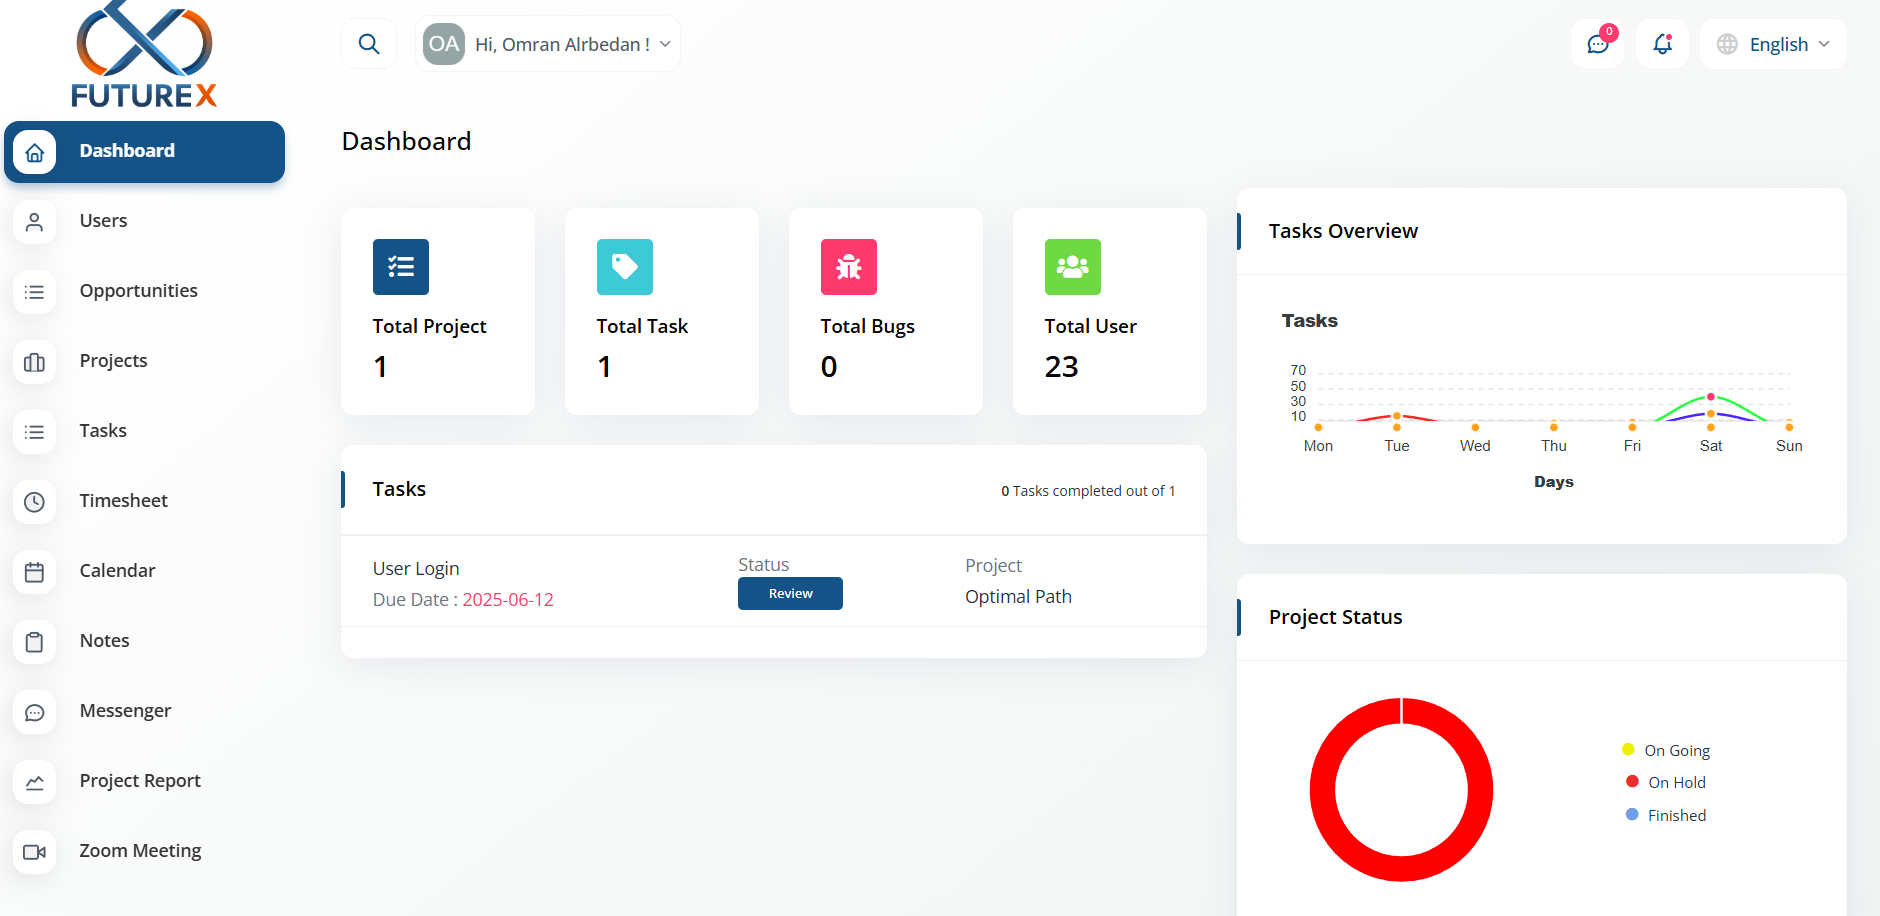 FUTUREX
OA
Hi, Omran Alrbedan !
0
English
Dashboard
Users
Opportunities
Projects
Tasks
Timesheet
Calendar
Notes
Messenger
Project Report
Zoom Meeting
Dashboard
Total Project
1
Total Task
1
Total Bugs
0
Total User
23
Tasks
0 Tasks completed out of 1
User Login
Due Date : 2025-06-12
Status
Review
Project
Optimal Path
Tasks Overview
Tasks
70
50
30
10
Mon Tue Wed Thu Fri Sat Sun
Days
Project Status
On Going
On Hold
Finished